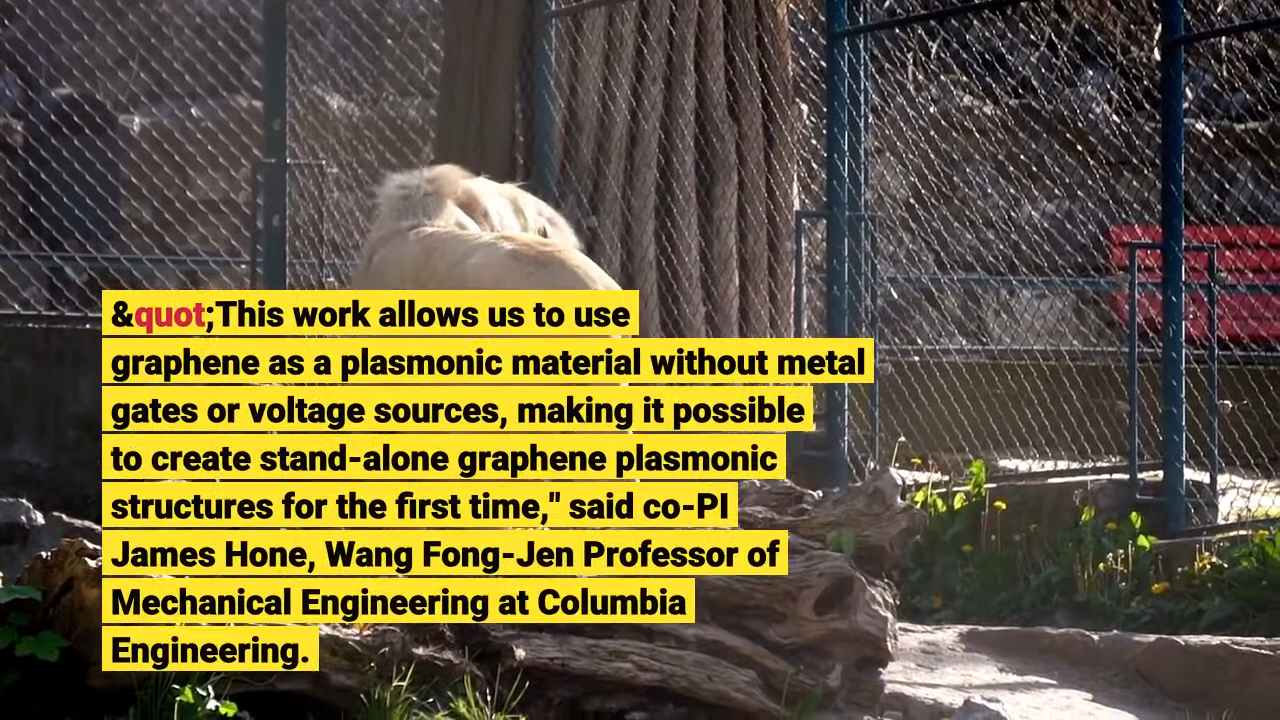 &quot;This work allows us to use
graphene as a plasmonic material without metal
gates or voltage sources, making it possible
to create stand-alone graphene plasmonic
structures for the first time," said co-PI
James Hone, Wang Fong-Jen Professor of
Mechanical Engineering at Columbia
Engineering.